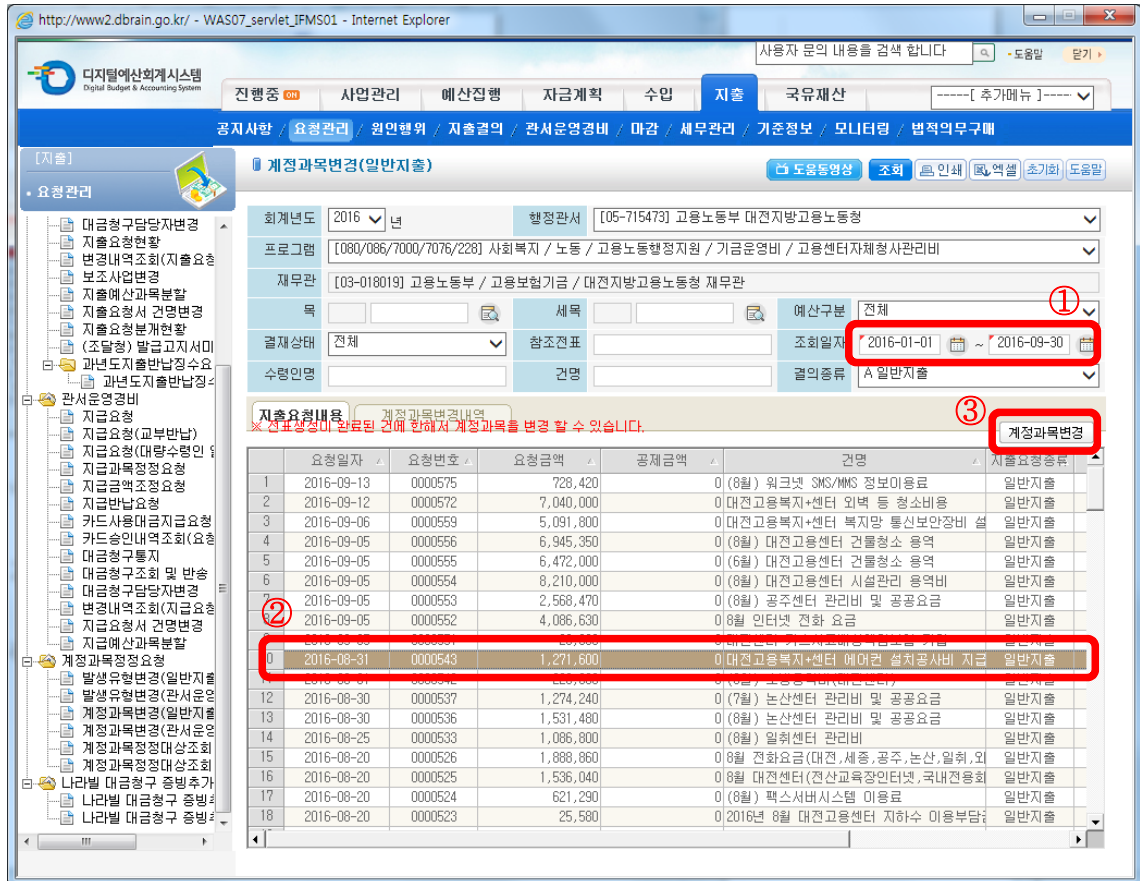 http://www2.dbrain.go.kr/ - WAS07_servlet_IFMS01 - Internet Explorer
사용자 문의 내용을 검색 합니다 도움말 닫기
디지털예산회계시스템
Digital Budget & Accounting System
진행중 ON 사업관리 예산집행 자금계획 수입 지출 국유재산 -----[ 추가메뉴 ]-----
공지사항 / 요청관리 / 원인행위 / 지출결의 / 관서운영경비 / 마감 / 세무관리 / 기준정보 / 모니터링 / 법적의무구매
[지출]
• 요청관리
대금청구담당자변경
지출요청현황
변경내역조회(지출요청
보조사업변경
지출예산과목분할
지출요청서 건명변경
지출요청분개현황
(조달청) 발급고지서미
과년도지출반납징수요
과년도지출반납징수
관서운영경비
지급요청
지급요청(교부반납)
지급요청(대량수령인
지급과목정정요청
지급금액조정요청
지급반납요청
카드사용대금지급요청
카드승인내역조회(요청
대금청구통지
대금청구조회 및 반송
대금청구담당자변경
변경내역조회(지급요청
지급요청서 건명변경
지급예산과목분할
계정과목정정요청
발생유형변경(일반지출
발생유형변경(관서운영
계정과목변경(일반지출
계정과목변경(관서운영
계정과목정정대상조회
계정과목정정대상조회
나라빌 대금청구 증빙추가
나라빌 대금청구 증빙추
나라빌 대금청구 증빙추
계정과목변경(일반지출)
도움동영상 조회 인쇄 엑셀 초기화 도움말
회계년도 2016 년 행정관서 [05-715473] 고용노동부 대전지방고용노동청
프로그램 [080/086/7000/7076/228] 사회복지 / 노동 / 고용노동행정지원 / 기금운영비 / 고용센터자체청사관리비
재무관 [03-018019] 고용노동부 / 고용보험기금 / 대전지방고용노동청 재무관
①
목 세목 예산구분 전체
결재상태 전체 참조전표 조회일자 2016-01-01 ~ 2016-09-30
수령인명 건명 결의종류 A 일반지출
지출요청내용 계정과목변경내역
※ 전표생성이 완료된 건에 한해서 계정과목을 변경 할 수 있습니다.
③
계정과목변경
요청일자 요청번호 요청금액 공제금액 건명 지출요청종류
1 2016-09-13 0000575 728,420 0 (8월) 워크넷 SMS/MMS 정보이용료 일반지출
2 2016-09-12 0000572 7,040,000 0 대전고용복지+센터 외벽 등 청소비용 일반지출
3 2016-09-06 0000559 5,091,800 0 대전고용복지+센터 복지망 통신보안장비 설 일반지출
4 2016-09-05 0000556 6,945,350 0 (8월) 대전고용센터 건물청소 용역 일반지출
5 2016-09-05 0000555 6,472,000 0 (6월) 대전고용센터 건물청소 용역 일반지출
6 2016-09-05 0000554 8,210,000 0 (8월) 대전고용센터 시설관리 용역비 일반지출
2016-09-05 0000553 2,568,470 0 (8월) 공주센터 관리비 및 공공요금 일반지출
②
2016-09-05 0000552 4,086,630 0 8월 인터넷 전화 요금 일반지출
0 2016-08-31 0000543 1,271,600 0 대전고용복지+센터 에어컨 설치공사비 지급 일반지출
12 2016-08-30 0000537 1,274,240 0 (7월) 논산센터 관리비 및 공공요금 일반지출
13 2016-08-30 0000536 1,531,480 0 (8월) 논산센터 관리비 및 공공요금 일반지출
14 2016-08-25 0000533 1,086,800 0 (8월) 일취센터 관리비 일반지출
15 2016-08-20 0000526 1,888,860 0 8월 전화요금(대전,세종,공주,논산,일취,외 일반지출
16 2016-08-20 0000525 1,536,040 0 8월 대전센터(전산교육장인터넷,국내전용회 일반지출
17 2016-08-20 0000524 621,290 0 (8월) 팩스서버시스템 이용료 일반지출
18 2016-08-20 0000523 25,580 0 2016년 8월 대전고용센터 지하수 이용부담금 일반지출